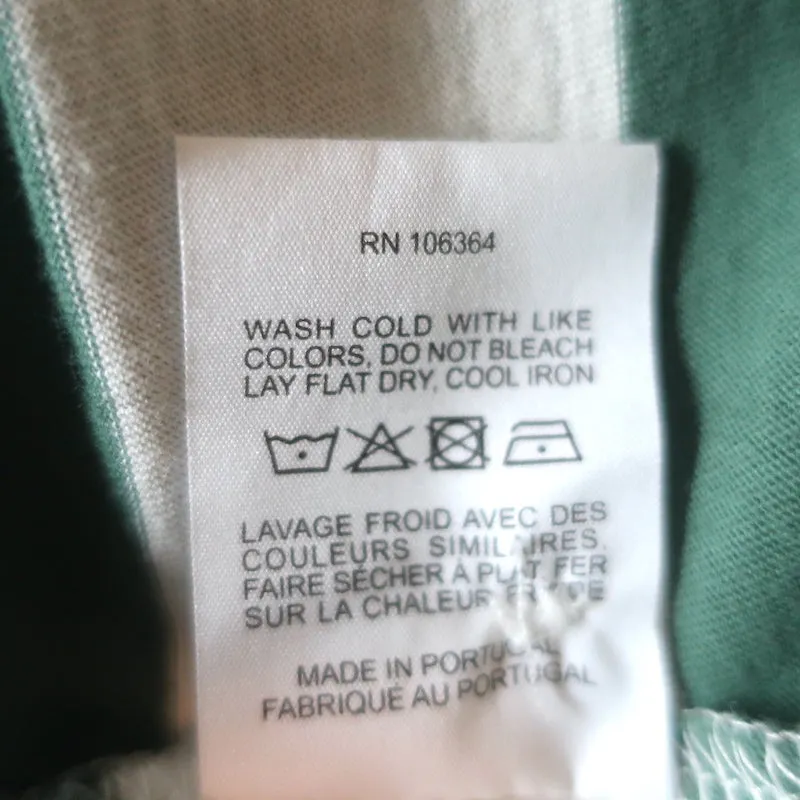 RN 106364
WASH COLD WITH LIKE
COLORS, DO NOT BLEACH
LAY FLAT DRY, COOL IRON
LAVAGE FROID AVEC DES
COULEURS SIMILAIRES.
FAIRE SÉCHER À PLAT FER
SUR LA CHALEUR
MADE IN PORTUGAL
FABRIQUÉ AU PORTUGAL